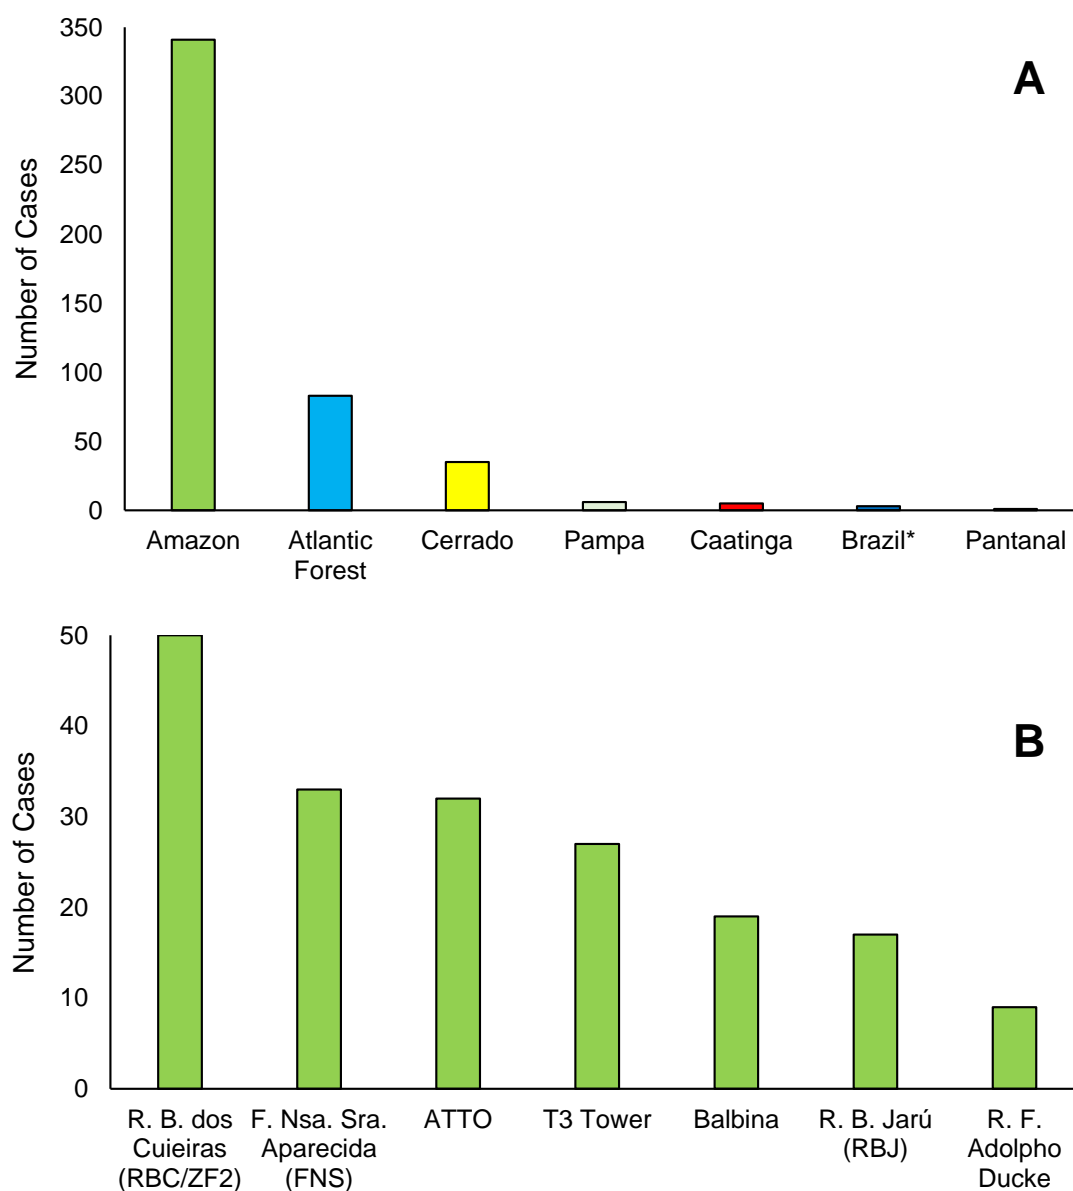 350
300
250
200
150
100
50
0
Number of Cases
A
Amazon
Atlantic
Forest
Cerrado
Pampa
Caatinga
Brazil*
Pantanal
50
40
30
20
10
0
Number of Cases
B
R. B. dos
Cuieiras
(RBC/ZF2)
F. Nsa. Sra.
Aparecida
(FNS)
ATTO
T3 Tower
Balbina
R. B. Jarú
(RBJ)
R. F.
Adolpho
Ducke